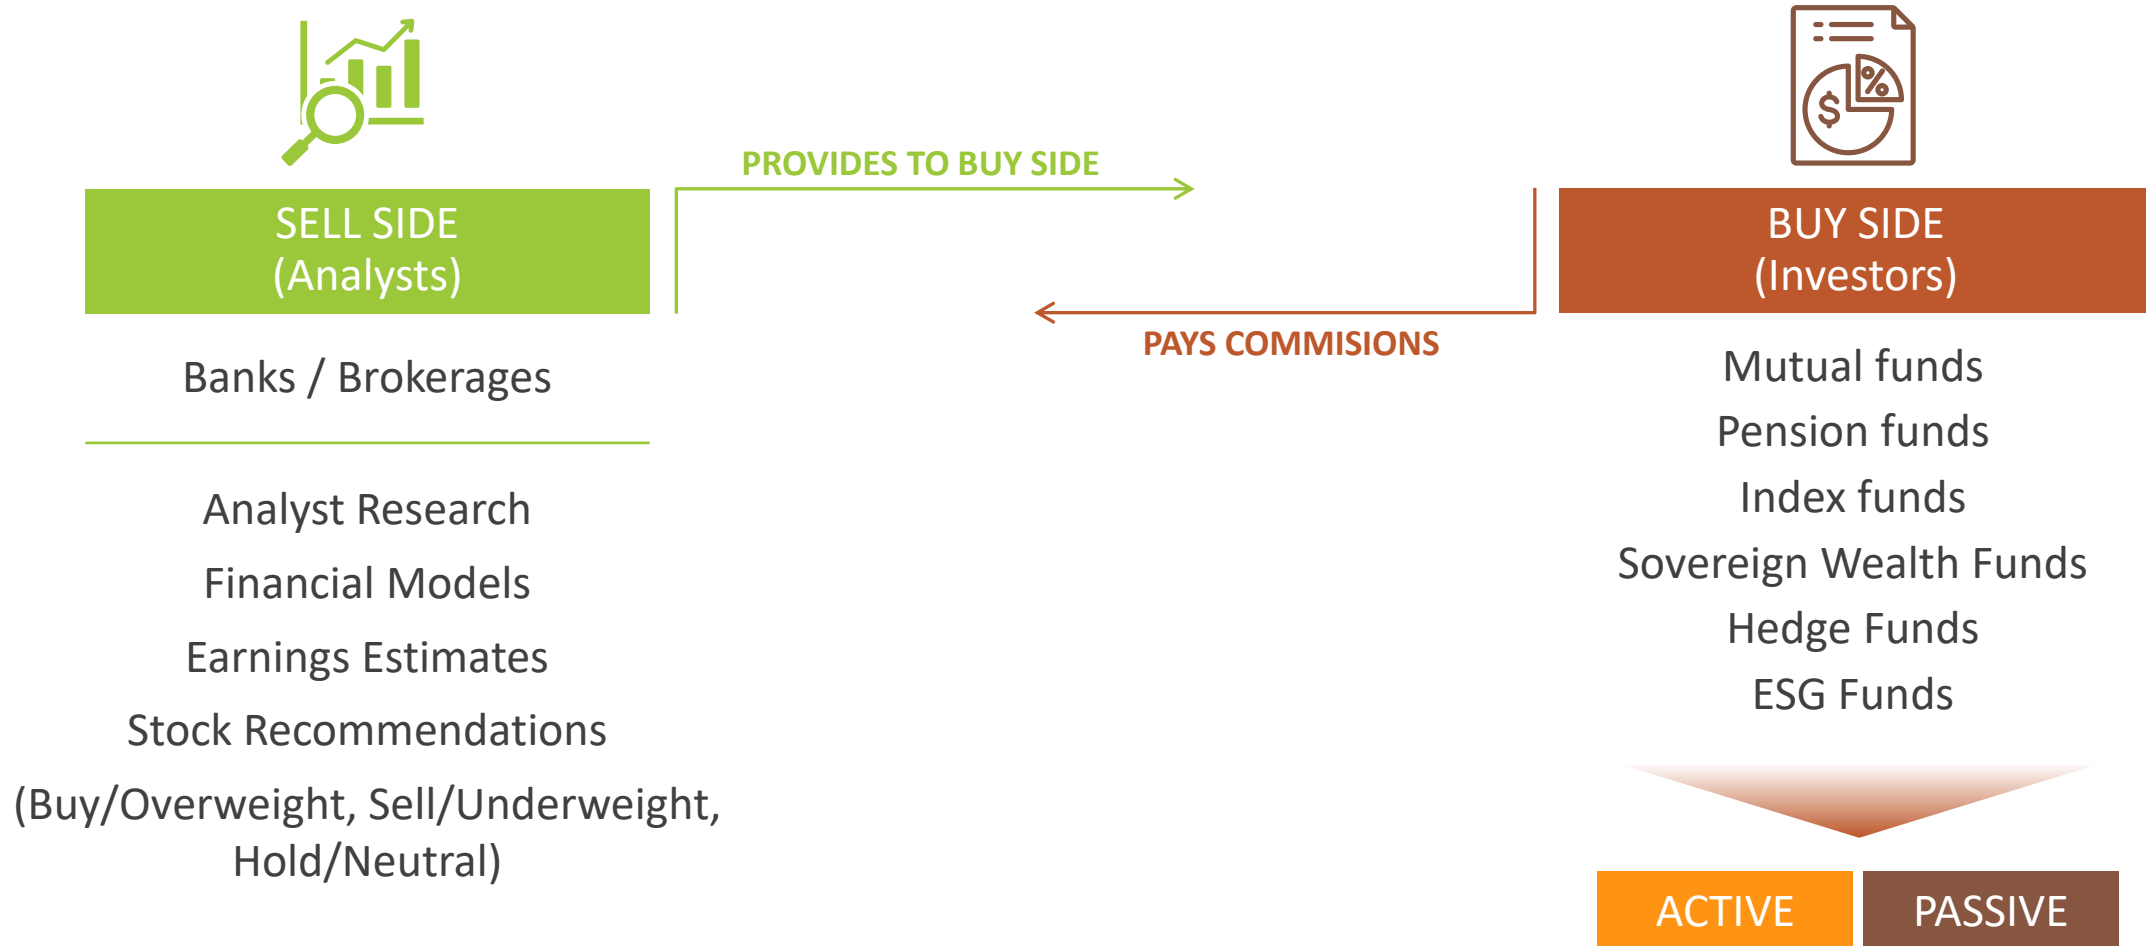 PROVIDES TO BUY SIDE
SELL SIDE
(Analysts)
Banks / Brokerages
Analyst Research
Financial Models
Earnings Estimates
Stock Recommendations
(Buy/Overweight, Sell/Underweight,
Hold/Neutral)
PAYS COMMISIONS
$
%
BUY SIDE
(Investors)
Mutual funds
Pension funds
Index funds
Sovereign Wealth Funds
Hedge Funds
ESG Funds
ACTIVE
PASSIVE